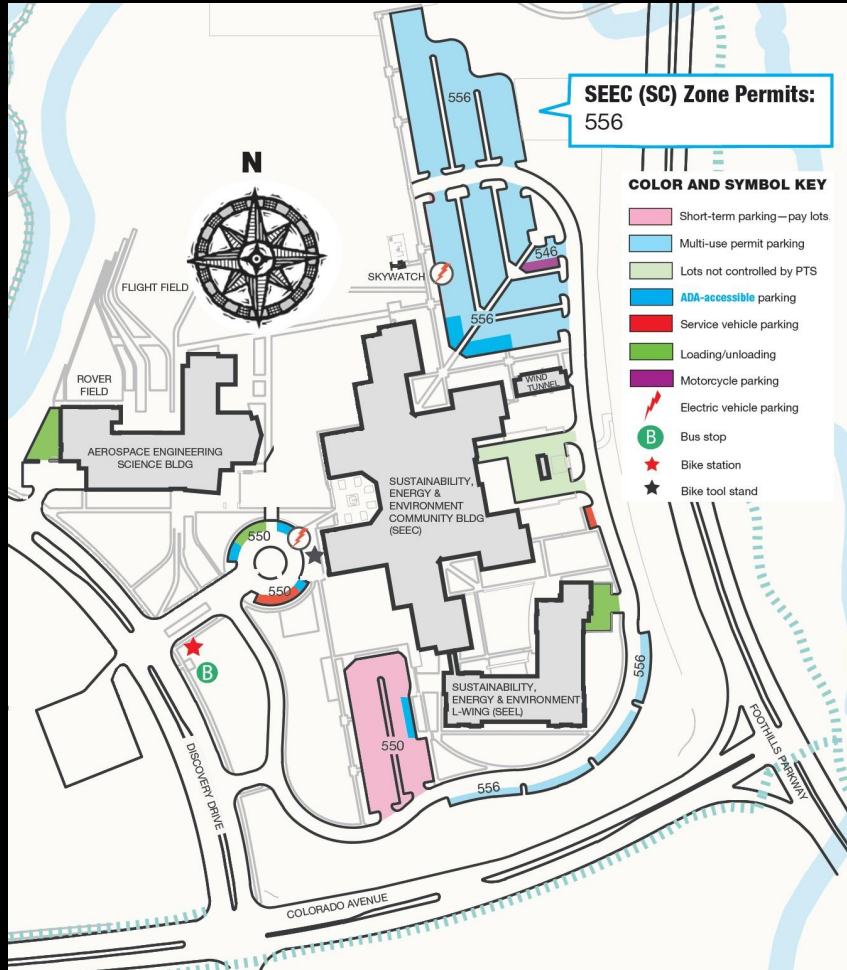 556
SEEC (SC) Zone Permits:
556
N
COLOR AND SYMBOL KEY
Short-term parking—pay lots
Multi-use permit parking
Lots not controlled by PTS
ADA-accessible parking
Service vehicle parking
Loading/unloading
Motorcycle parking
Electric vehicle parking
B
Bus stop
Bike station
Bike tool stand
546
SKYWATCH
FLIGHT FIELD
556
ROVER
FIELD
WIND
TUNNEL
AEROSPACE ENGINEERING
SCIENCE BLDG
SUSTAINABILITY,
ENERGY &
ENVIRONMENT
COMMUNITY BLDG
(SEEC)
550
550
B
SUSTAINABILITY,
ENERGY & ENVIRONMENT
L-WING (SEEL)
556
550
556
DISCOVERY DRIVE
FOOTHILLS PARKWAY
COLORADO AVENUE